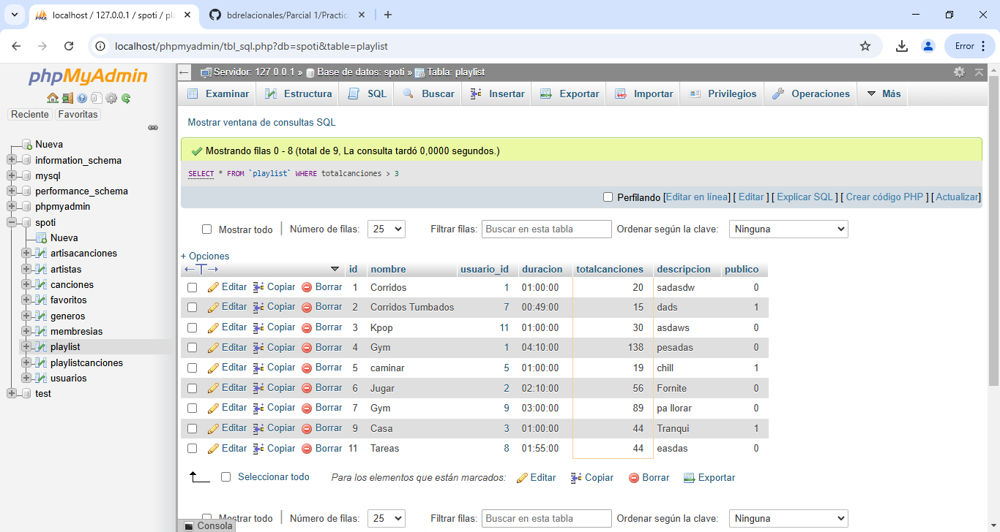 localhost / 127.0.0.1 / spoti / pla
bdrelacionales/Parcial 1/Practica
localhost/phpmyadmin/tbl_sql.php?db=spoti&table=playlist
Error
phpMyAdmin
Reciente Favoritas
Nueva
information_schema
mysql
performance_schema
phpmyadmin
spoti
Nueva
artisacanciones
artistas
canciones
favoritos
generos
membresias
playlist
playlistcanciones
usuarios
test
Servidor: 127.0.0.1 » Base de datos: spoti » Tabla: playlist
Examinar Estructura SQL Buscar Insertar Exportar Importar Privilegios Operaciones Más
Mostrar ventana de consultas SQL
Mostrando filas 0 - 8 (total de 9, La consulta tardó 0,0000 segundos.)
SELECT * FROM `playlist` WHERE totalcanciones > 3
Perfilando [Editar en línea] [ Editar ] [ Explicar SQL ] [ Crear código PHP ] [ Actualizar]
Mostrar todo Número de filas: 25 Filtrar filas: Buscar en esta tabla Ordenar según la clave: Ninguna
+ Opciones
←T→ id nombre usuario_id duracion totalcanciones descripcion publico
Editar Copiar Borrar 1 Corridos 1 01:00:00 20 sadasdw 0
Editar Copiar Borrar 2 Corridos Tumbados 7 00:49:00 15 dads 1
Editar Copiar Borrar 3 Kpop 11 01:00:00 30 asdaws 0
Editar Copiar Borrar 4 Gym 1 04:10:00 138 pesadas 0
Editar Copiar Borrar 5 caminar 5 01:00:00 19 chill 1
Editar Copiar Borrar 6 Jugar 2 02:10:00 56 Fornite 0
Editar Copiar Borrar 7 Gym 9 03:00:00 89 pa llorar 0
Editar Copiar Borrar 9 Casa 3 01:00:00 44 Tranqui 1
Editar Copiar Borrar 11 Tareas 8 01:55:00 44 easdas 0
Seleccionar todo Para los elementos que están marcados: Editar Copiar Borrar Exportar
Mostrar todo Número de filas: 25 Filtrar filas: Buscar en esta tabla Ordenar según la clave: Ninguna
Consola